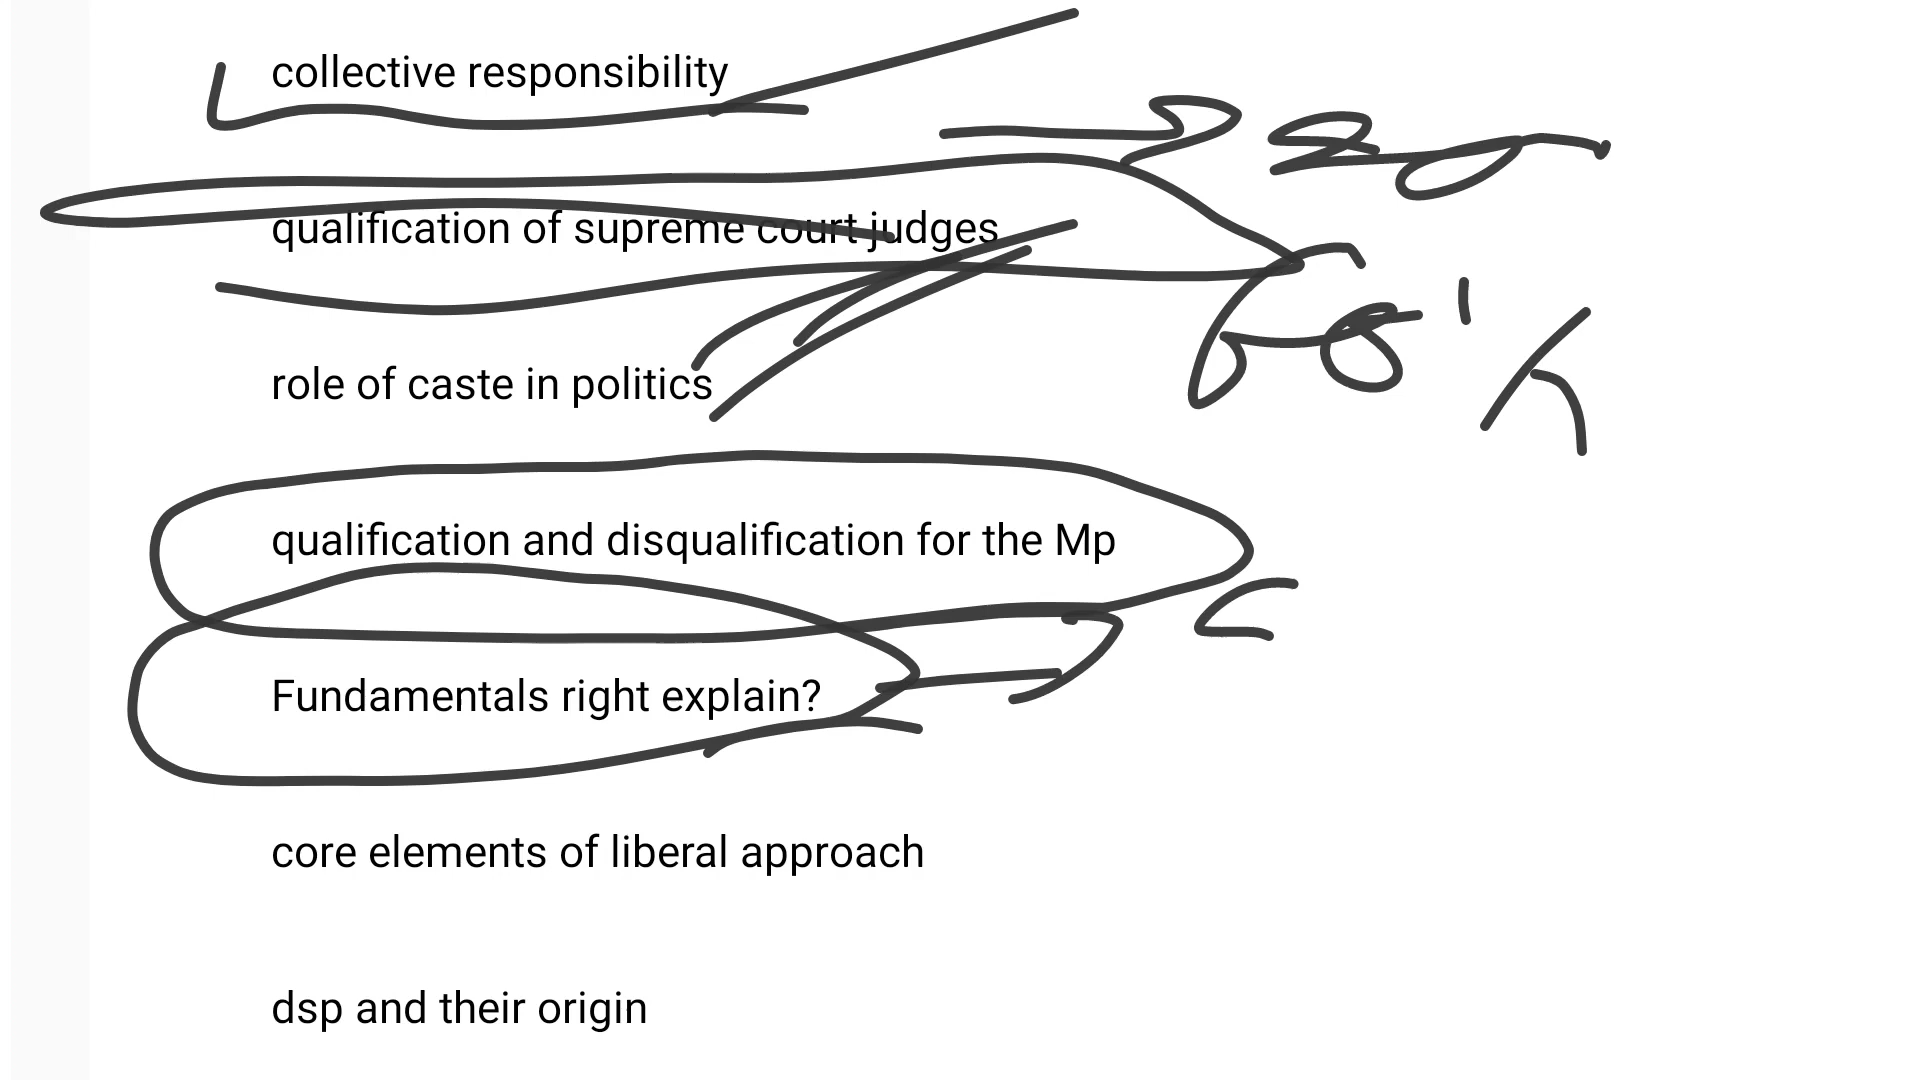 collective responsibility
qualification of supreme court judges
role of caste in politics
qualification and disqualification for the Mp
Fundamentals right explain?
core elements of liberal approach
dsp and their origin